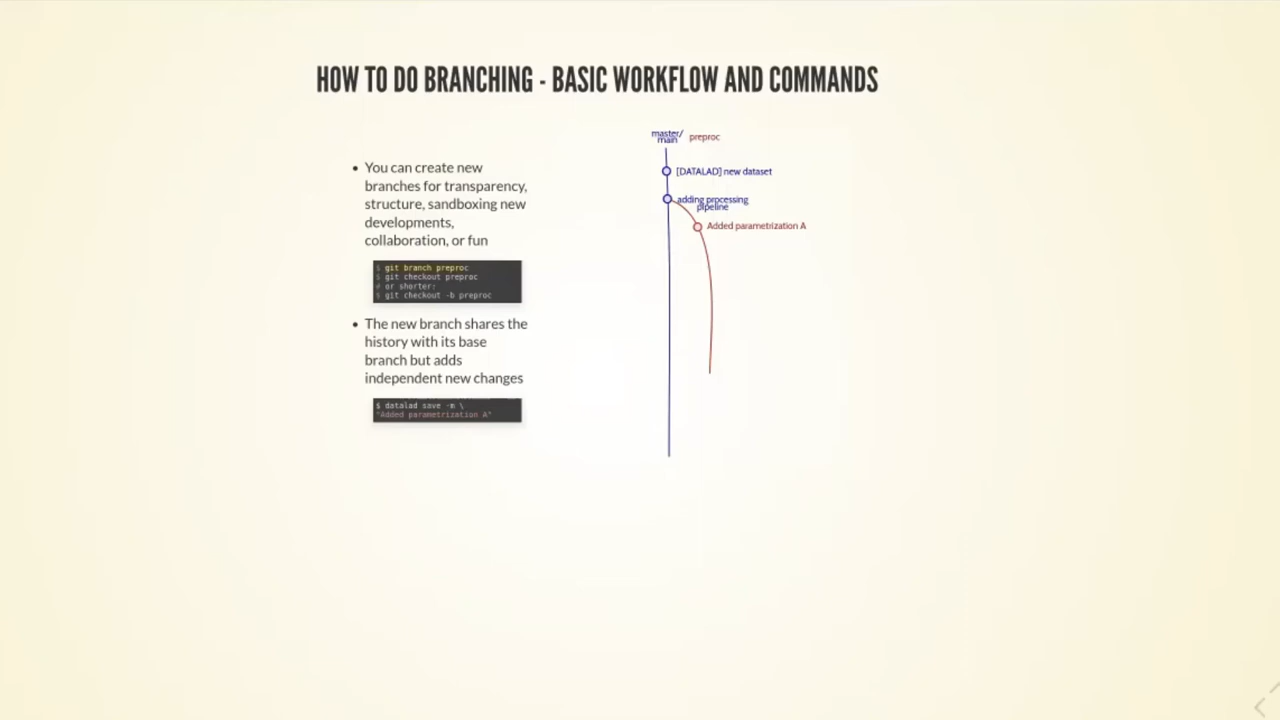 HOW TO DO BRANCHING - BASIC WORKFLOW AND COMMANDS
• You can create new
branches for transparency,
structure, sandboxing new
developments,
collaboration, or fun
$ git branch preproc
$ git checkout preproc
# or shorter:
$ git checkout -b preproc
• The new branch shares the
history with its base
branch but adds
independent new changes
$ datalad save -m \
"Added parametrization A"
master/
main
preproc
[DATALAD] new dataset
adding processing
pipeline
Added parametrization A